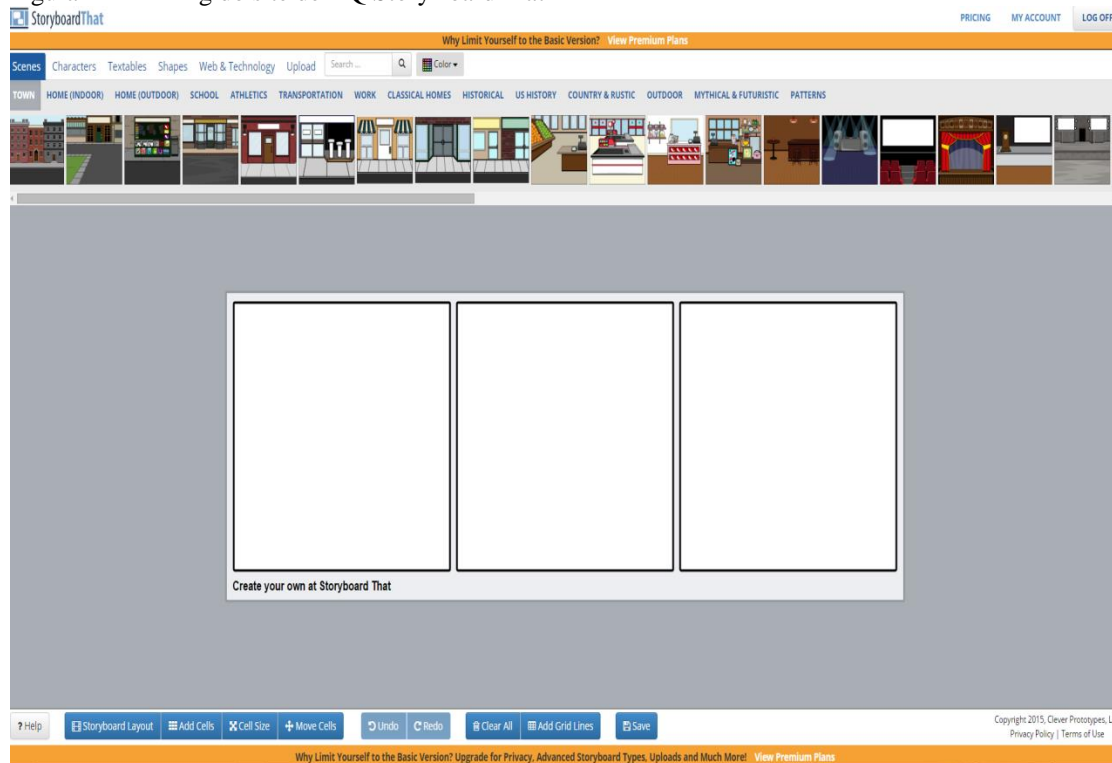 StoryboardThat
PRICING MY ACCOUNT LOG OFF
Why Limit Yourself to the Basic Version? View Premium Plans
Scenes Characters Textables Shapes Web & Technology Upload Search ... Color
TOWN HOME (INDOOR) HOME (OUTDOOR) SCHOOL ATHLETICS TRANSPORTATION WORK CLASSICAL HOMES HISTORICAL US HISTORY COUNTRY & RUSTIC OUTDOOR MYTHICAL & FUTURISTIC PATTERNS
Create your own at Storyboard That
? Help Storyboard Layout Add Cells Cell Size Move Cells Undo Redo Clear All Add Grid Lines Save
Copyright 2015, Clever Prototypes, L
Privacy Policy | Terms of Use
Why Limit Yourself to the Basic Version? Upgrade for Privacy, Advanced Storyboard Types, Uploads and Much More! View Premium Plans